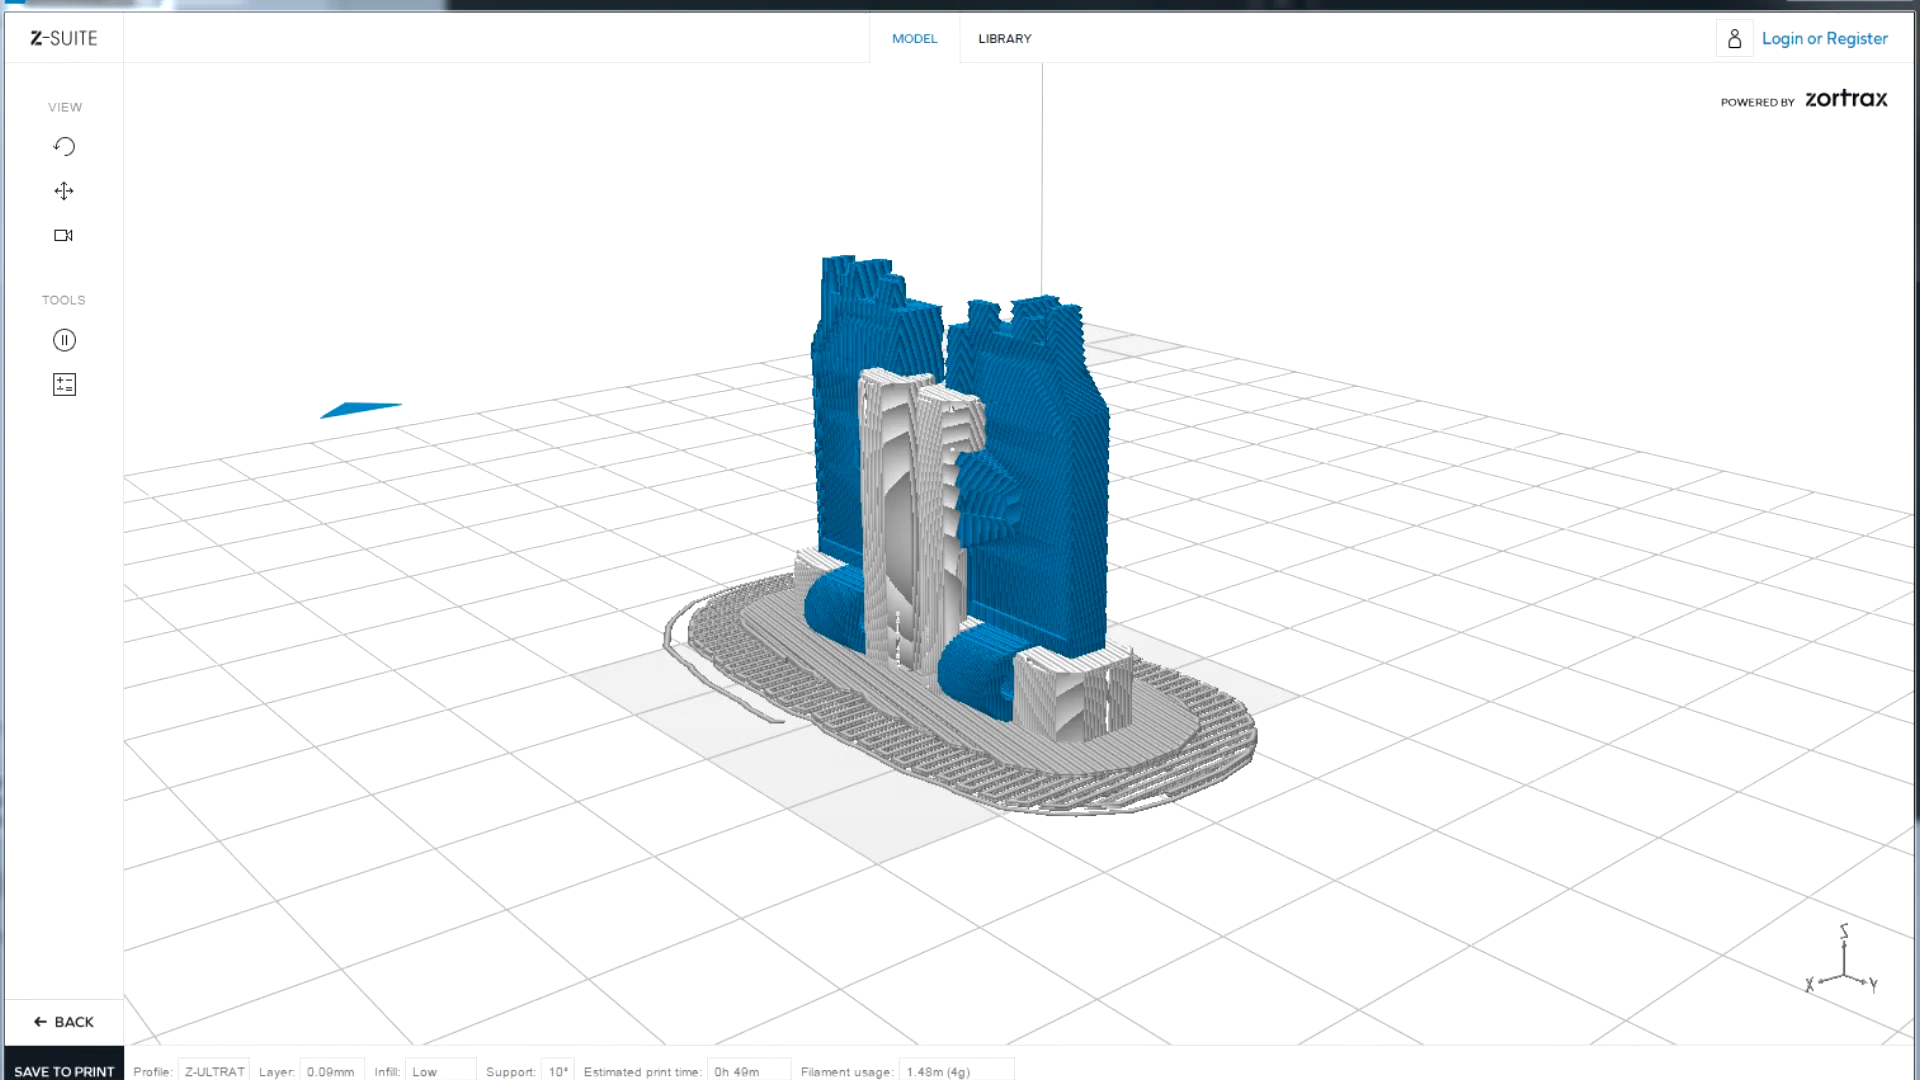 Z-SUITE
MODEL
LIBRARY
Login or Register
VIEW
POWERED BY zortrax
TOOLS
Z
X
Y
← BACK
SAVE TO PRINT
Profile: Z-ULTRAT Layer: 0.09mm Infill: Low Support: 10° Estimated print time: 0h 49m Filament usage: 1.48m (4g)